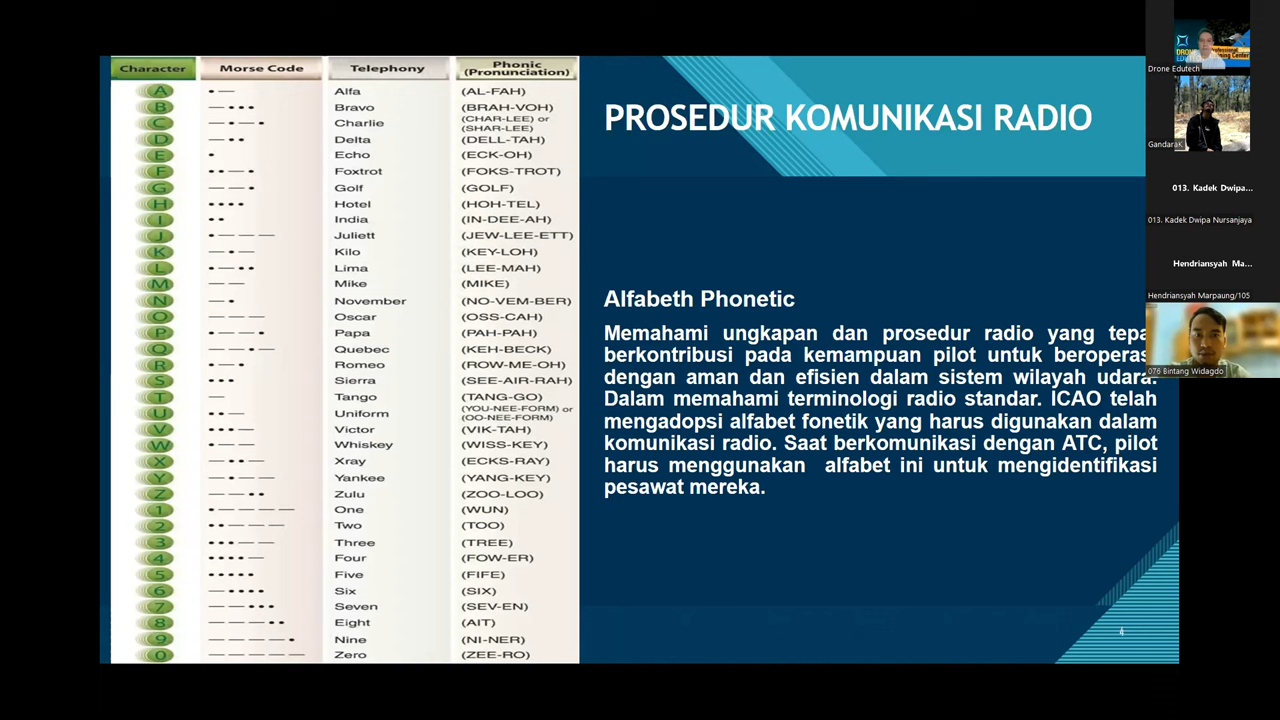 Character Morse Code Telephony Phonic (Pronunciation)
A •— Alfa (AL-FAH)
B —••• Bravo (BRAH-VOH)
C —•—• Charlie (CHAR-LEE) or (SHAR-LEE)
D —•• Delta (DELL-TAH)
E • Echo (ECK-OH)
F ••—• Foxtrot (FOKS-TROT)
G ——• Golf (GOLF)
H •••• Hotel (HOH-TEL)
I •• India (IN-DEE-AH)
J •——— Juliett (JEW-LEE-ETT)
K —•— Kilo (KEY-LOH)
L •—•• Lima (LEE-MAH)
M —— Mike (MIKE)
N —• November (NO-VEM-BER)
O ——— Oscar (OSS-CAH)
P •——• Papa (PAH-PAH)
Q ——•— Quebec (KEH-BECK)
R •—• Romeo (ROW-ME-OH)
S ••• Sierra (SEE-AIR-RAH)
T — Tango (TANG-GO)
U ••— Uniform (YOU-NEE-FORM) or (OO-NEE-FORM)
V •••— Victor (VIK-TAH)
W •—— Whiskey (WISS-KEY)
X —••— Xray (ECKS-RAY)
Y —•—— Yankee (YANG-KEY)
Z ——•• Zulu (ZOO-LOO)
1 •———— One (WUN)
2 ••——— Two (TOO)
3 •••—— Three (TREE)
4 ••••— Four (FOW-ER)
5 ••••• Five (FIFE)
6 —•••• Six (SIX)
7 ——••• Seven (SEV-EN)
8 ———•• Eight (AIT)
9 ————• Nine (NI-NER)
0 ————— Zero (ZEE-RO)
PROSEDUR KOMUNIKASI RADIO
Alfabeth Phonetic
Memahami ungkapan dan prosedur radio yang tepa
berkontribusi pada kemampuan pilot untuk beroperas
dengan aman dan efisien dalam sistem wilayah udara.
Dalam memahami terminologi radio standar. ICAO telah
mengadopsi alfabet fonetik yang harus digunakan dalam
komunikasi radio. Saat berkomunikasi dengan ATC, pilot
harus menggunakan alfabet ini untuk mengidentifikasi
pesawat mereka.
4
Drone Edutech
GandaraK
013. Kadek Dwipa...
013. Kadek Dwipa Nursanjaya
Hendriansyah Ma...
Hendriansyah Marpaung/105
076 Bintang Widagdo